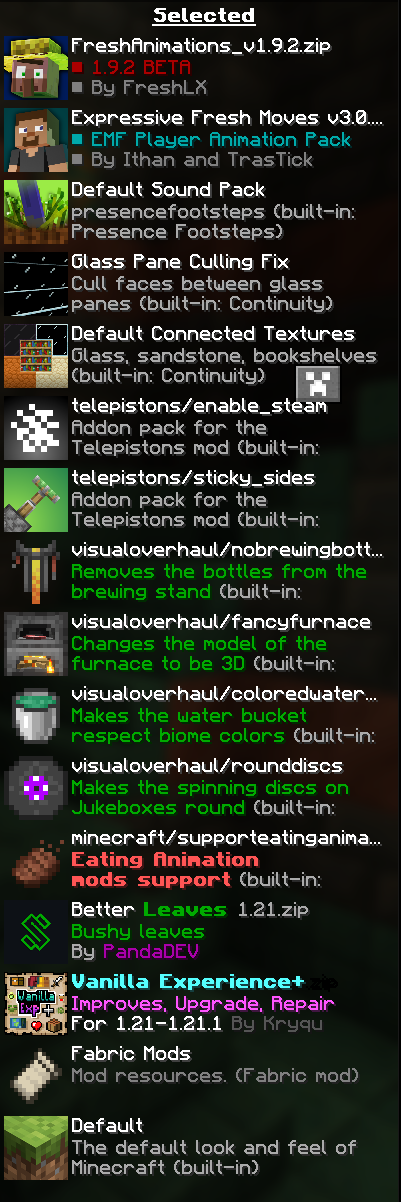 Selected
FreshAnimations_v1.9.2.zip
1.9.2 BETA
By FreshLX
Expressive Fresh Moves v3.0....
EMF Player Animation Pack
By Ithan and TrasTick
Default Sound Pack
presencefootsteps (built-in:
Presence Footsteps)
Glass Pane Culling Fix
Cull faces between glass
panes (built-in: Continuity)
Default Connected Textures
Glass, sandstone, bookshelves
(built-in: Continuity)
telepistons/enable_steam
Addon pack for the
Telepistons mod (built-in:
telepistons/sticky_sides
Addon pack for the
Telepistons mod (built-in:
visualoverhaul/nobrewingbott...
Removes the bottles from the
brewing stand (built-in:
visualoverhaul/fancyfurnace
Changes the model of the
furnace to be 3D (built-in:
visualoverhaul/coloredwater...
Makes the water bucket
respect biome colors (built-in:
visualoverhaul/rounddiscs
Makes the spinning discs on
Jukeboxes round (built-in:
minecraft/supporteatinganima...
Eating Animation
mods support (built-in:
Better Leaves 1.21.zip
Bushy leaves
By PandaDEV
Vanilla Exp+
Vanilla Experience+.zip
Improves, Upgrade, Repair
For 1.21-1.21.1 By Kryqu
Fabric Mods
Mod resources. (Fabric mod)
Default
The default look and feel of
Minecraft (built-in)